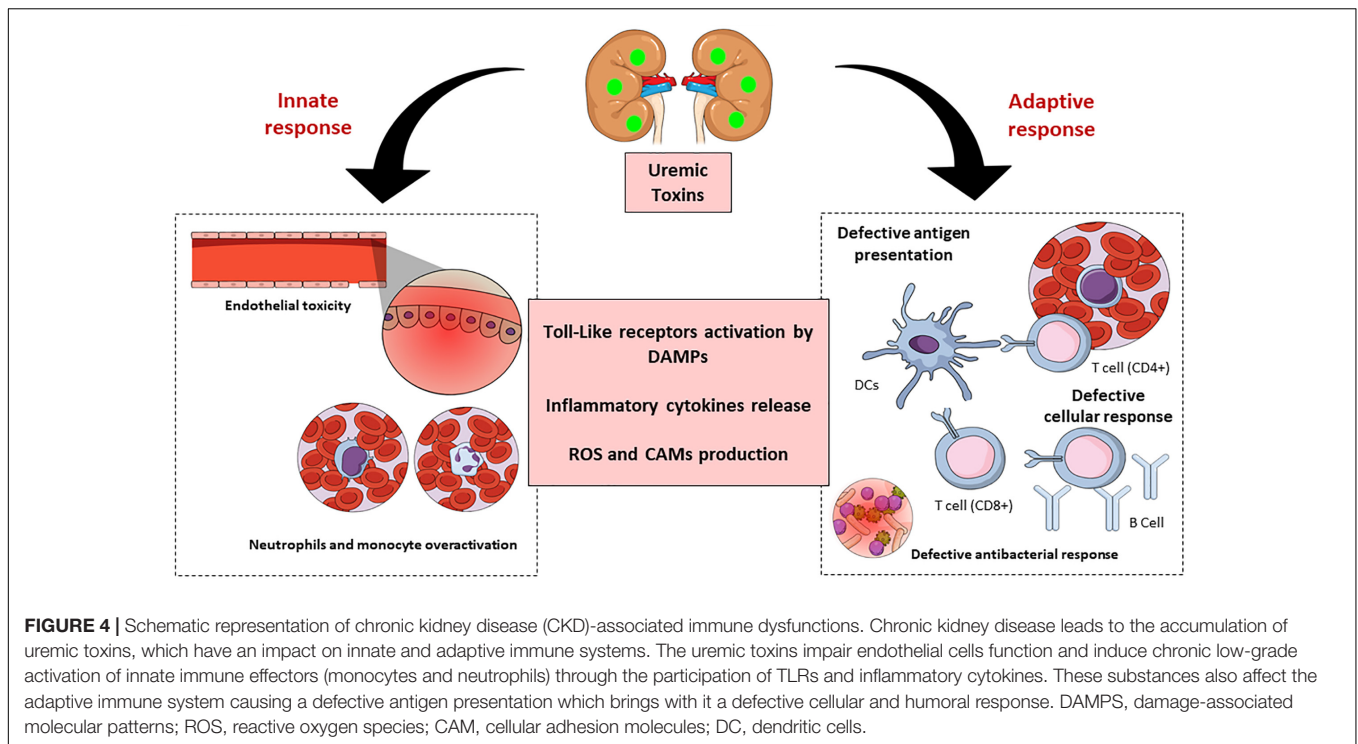 Innate
response
Adaptive
response
Uremic
Toxins
Endothelial toxicity
Neutrophils and monocyte overactivation
Toll-Like receptors activation by
DAMPs
Inflammatory cytokines release
ROS and CAMs production
Defective antigen
presentation
DCs
T cell (CD4+)
Defective
cellular response
T cell (CD8+)
B Cell
Defective antibacterial response
FIGURE 4 | Schematic representation of chronic kidney disease (CKD)-associated immune dysfunctions. Chronic kidney disease leads to the accumulation of
uremic toxins, which have an impact on innate and adaptive immune systems. The uremic toxins impair endothelial cells function and induce chronic low-grade
activation of innate immune effectors (monocytes and neutrophils) through the participation of TLRs and inflammatory cytokines. These substances also affect the
adaptive immune system causing a defective antigen presentation which brings with it a defective cellular and humoral response. DAMPS, damage-associated
molecular patterns; ROS, reactive oxygen species; CAM, cellular adhesion molecules; DC, dendritic cells.